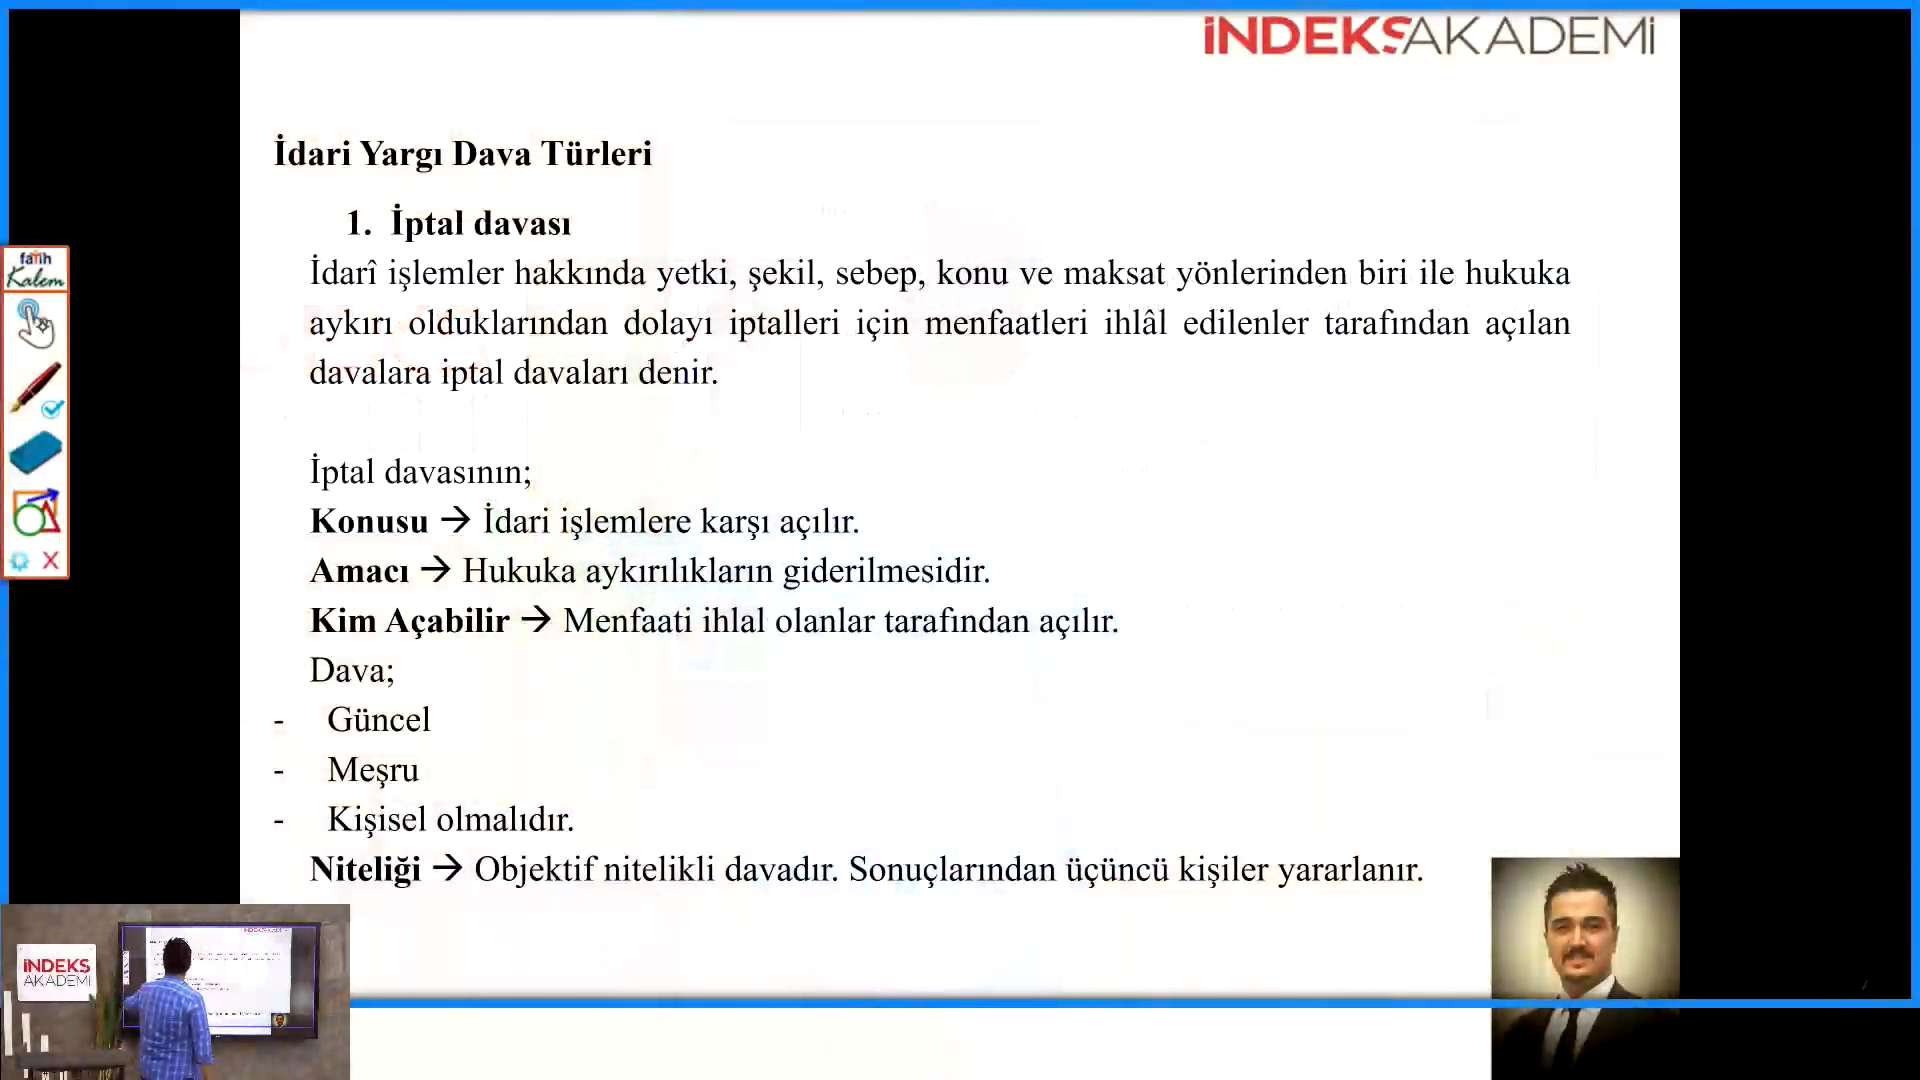 İNDEKSAKADEMİ
İdari Yargı Dava Türleri
1. İptal davası
İdarî işlemler hakkında yetki, şekil, sebep, konu ve maksat yönlerinden biri ile hukuka
aykırı olduklarından dolayı iptalleri için menfaatleri ihlâl edilenler tarafından açılan
davalara iptal davaları denir.
İptal davasının;
Konusu → İdari işlemlere karşı açılır.
Amacı → Hukuka aykırılıkların giderilmesidir.
Kim Açabilir → Menfaati ihlal olanlar tarafından açılır.
Dava;
- Güncel
- Meşru
- Kişisel olmalıdır.
Niteliği → Objektif nitelikli davadır. Sonuçlarından üçüncü kişiler yararlanır.
fatih
Kalem
İNDEKS
AKADEMİ